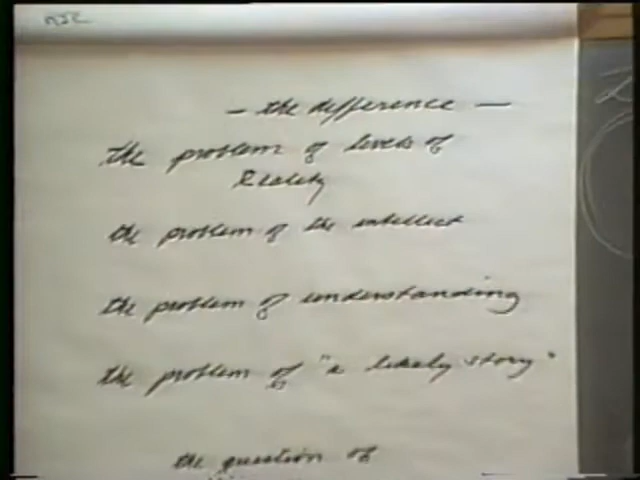 — the difference —
the problem of levels of
Reality
the problem of the intellect
the problem of understanding
the problem of "a likely story"
the question of